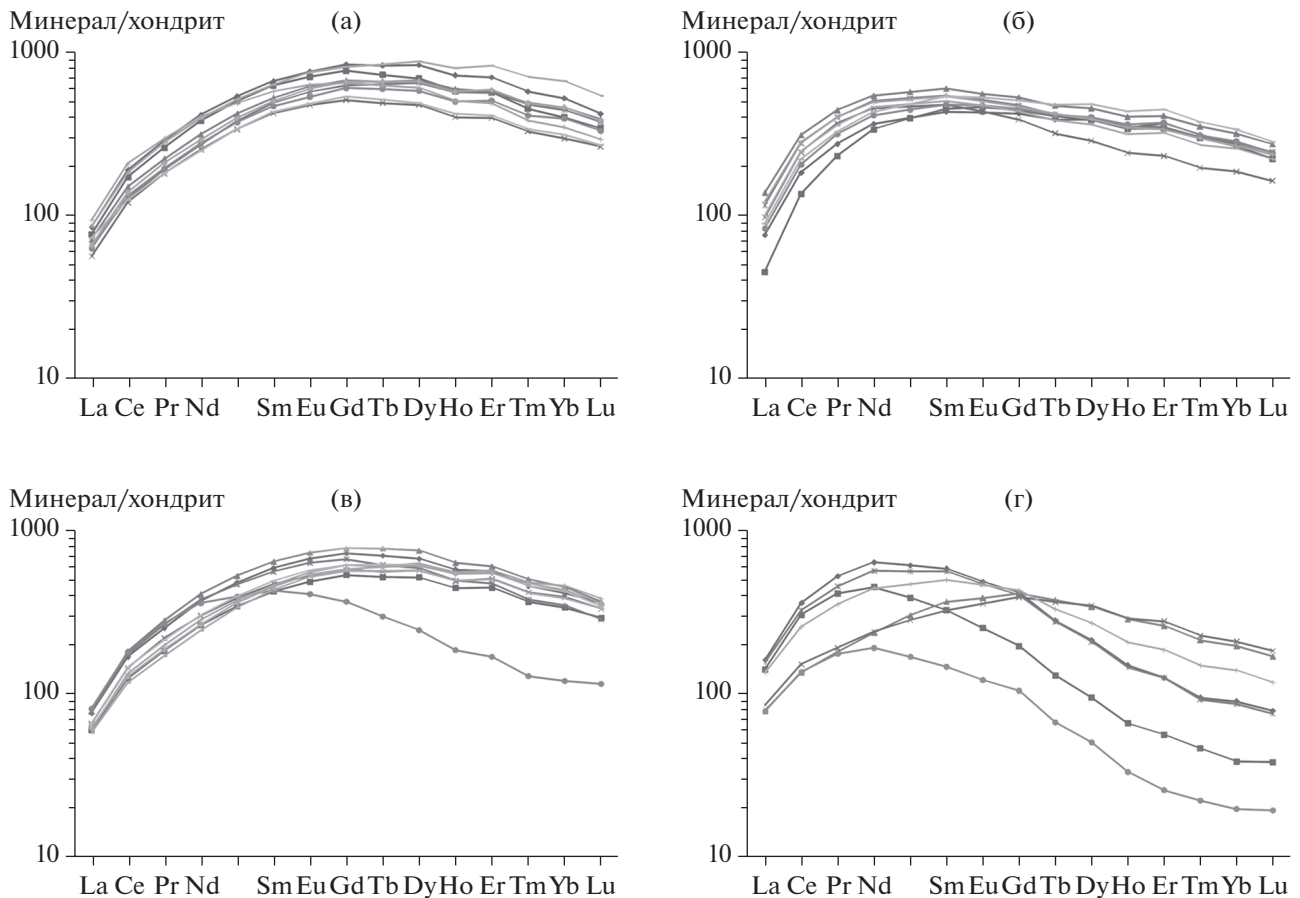 Минерал/хондрит (а)
1000
100
10
La Ce Pr Nd Sm Eu Gd Tb Dy Ho Er Tm Yb Lu
Минерал/хондрит (б)
1000
100
10
La Ce Pr Nd Sm Eu Gd Tb Dy Ho Er Tm Yb Lu
Минерал/хондрит (в)
1000
100
10
La Ce Pr Nd Sm Eu Gd Tb Dy Ho Er Tm Yb Lu
Минерал/хондрит (г)
1000
100
10
La Ce Pr Nd Sm Eu Gd Tb Dy Ho Er Tm Yb Lu